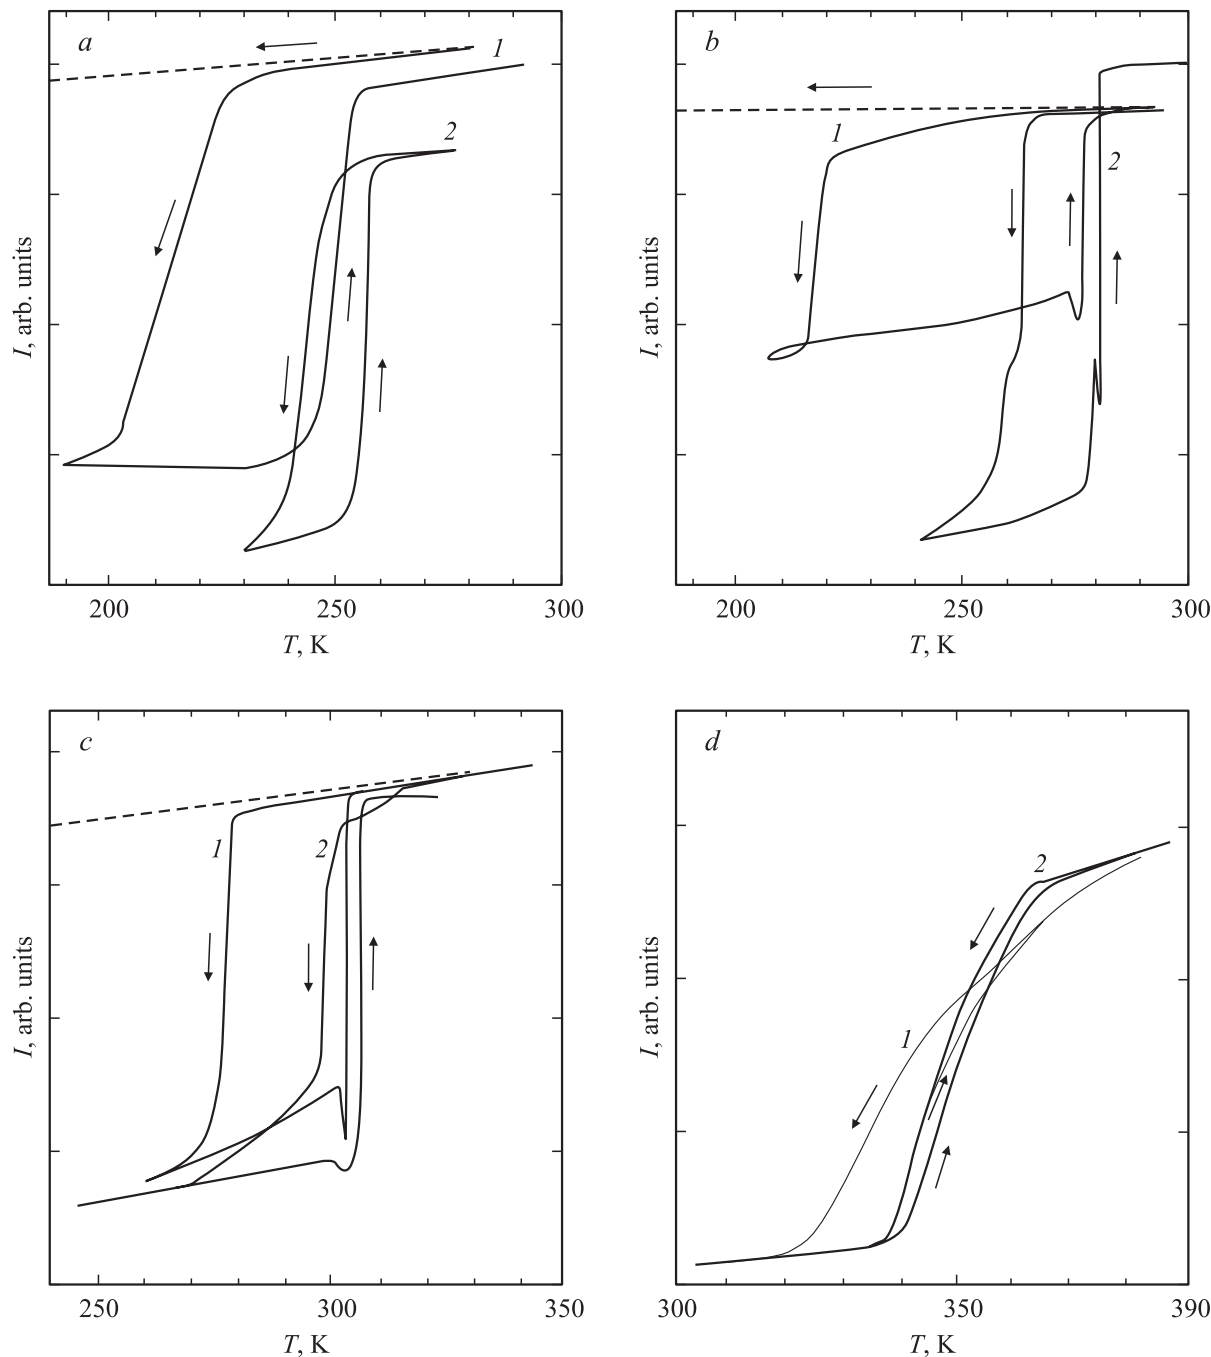 a
1
2
I, arb. units
200
250
300
T, K
b
1
2
I, arb. units
200
250
300
T, K
c
1
2
I, arb. units
250
300
350
T, K
d
2
1
I, arb. units
300
350
390
T, K